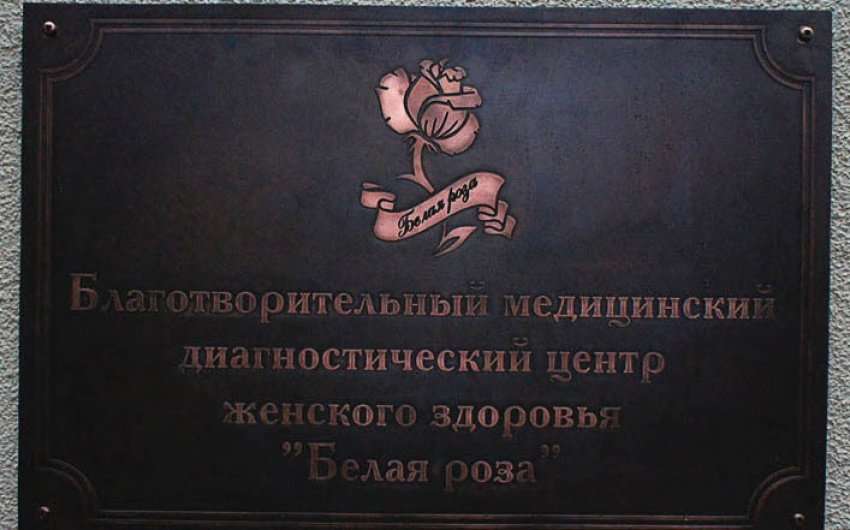 Белая роза
Благотворительный медицинский
диагностический центр
женского здоровья
”Белая роза”